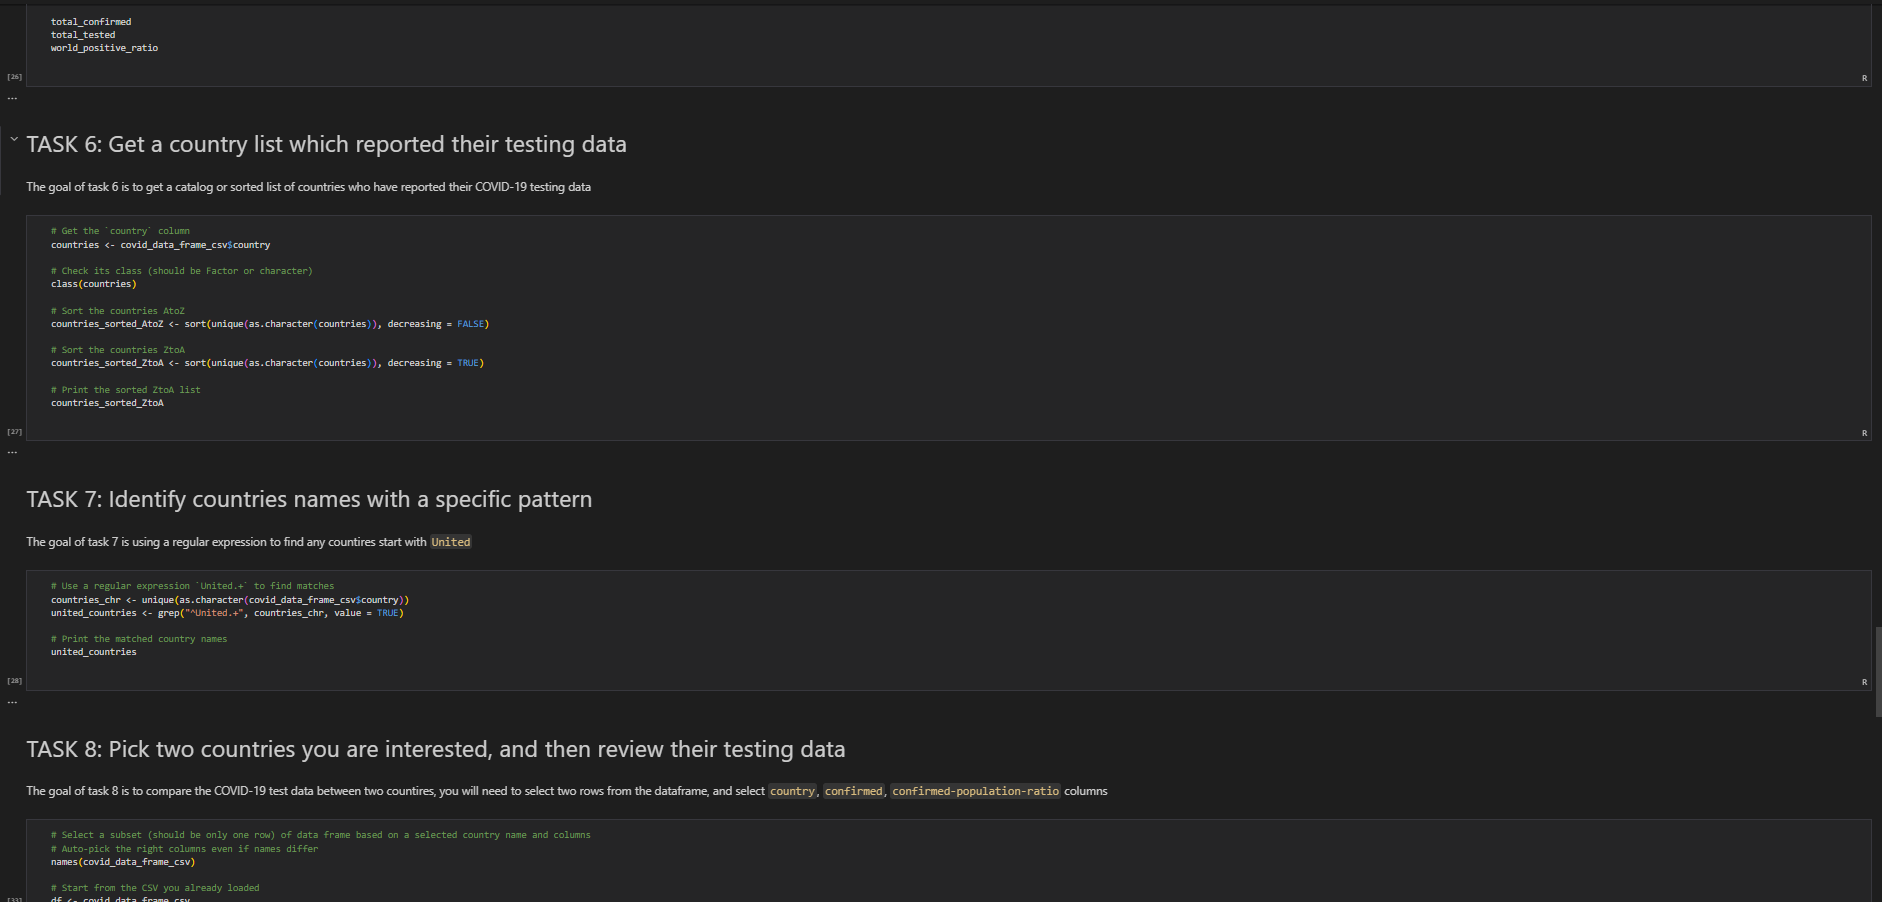 total_confirmed
total_tested
world_positive_ratio
[26]
R
...
TASK 6: Get a country list which reported their testing data
The goal of task 6 is to get a catalog or sorted list of countries who have reported their COVID-19 testing data
# Get the `country` column
countries <- covid_data_frame_csv$country
# Check its class (should be Factor or character)
class(countries)
# Sort the countries AtoZ
countries_sorted_AtoZ <- sort(unique(as.character(countries)), decreasing = FALSE)
# Sort the countries ZtoA
countries_sorted_ZtoA <- sort(unique(as.character(countries)), decreasing = TRUE)
# Print the sorted ZtoA list
countries_sorted_ZtoA
[27]
R
...
TASK 7: Identify countries names with a specific pattern
The goal of task 7 is using a regular expression to find any countires start with United
# Use a regular expression `United.+` to find matches
countries_chr <- unique(as.character(covid_data_frame_csv$country))
united_countries <- grep("^United.+", countries_chr, value = TRUE)
# Print the matched country names
united_countries
[28]
R
...
TASK 8: Pick two countries you are interested, and then review their testing data
The goal of task 8 is to compare the COVID-19 test data between two countires, you will need to select two rows from the dataframe, and select country, confirmed, confirmed-population-ratio columns
# Select a subset (should be only one row) of data frame based on a selected country name and columns
# Auto-pick the right columns even if names differ
names(covid_data_frame_csv)
# Start from the CSV you already loaded
df <- covid_data_frame_csv
[33]